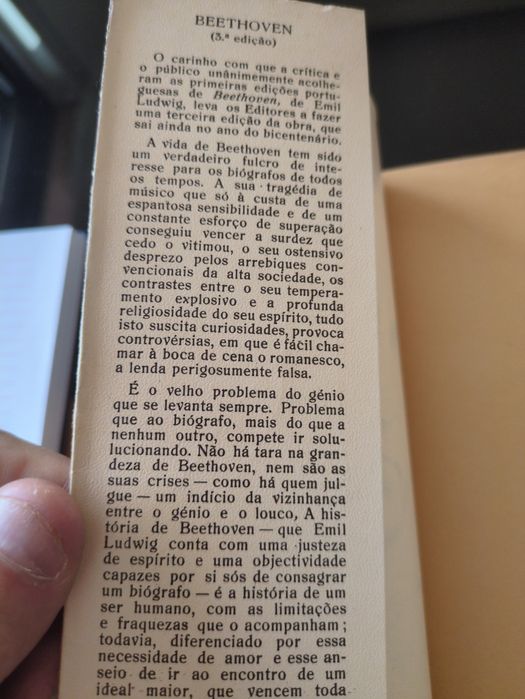 BEETHOVEN
(3.ª edição)
O carinho com que a crítica e
o público unânimemente acolhe-
ram as primeiras edições portu-
guesas de Beethoven, de Emil
Ludwig, leva os Editores a fazer
uma terceira edição da obra, que
sai ainda no ano do bicentenário.
A vida de Beethoven tem sido
um verdadeiro fulcro de inte-
resse para os biógrafos de todos
os tempos. A sua tragédia de
músico que só à custa de uma
espantosa sensibilidade e de um
constante esforço de superação
conseguiu vencer a surdez que
cedo o vitimou, o seu ostensivo
desprezo pelos arrebiques con-
vencionais da alta sociedade, os
contrastes entre o seu tempera-
mento explosivo e a profunda
religiosidade do seu espírito, tudo
isto suscita curiosidades, provoca
controvérsias, em que é fácil cha-
mar à boca de cena o romanesco,
a lenda perigosumente falsa.
É o velho problema do génio
que se levanta sempre. Problema
que ao biógrafo, mais do que a
nenhum outro, compete ir solu-
lucionando. Não há tara na gran-
deza de Beethoven, nem são as
suas crises — como há quem jul-
gue — um indício da vizinhança
entre o génio e o louco, A his-
tória de Beethoven — que Emil
Ludwig conta com uma justeza
de espírito e uma objectividade
capazes por si sós de consagrar
um biógrafo — é a história de um
ser humano, com as limitações
e fraquezas que o acompanham;
todavia, diferenciado por essa
necessidade de amor e esse an-
seio de ir ao encontro de um
ideal maior, que vencem toda-